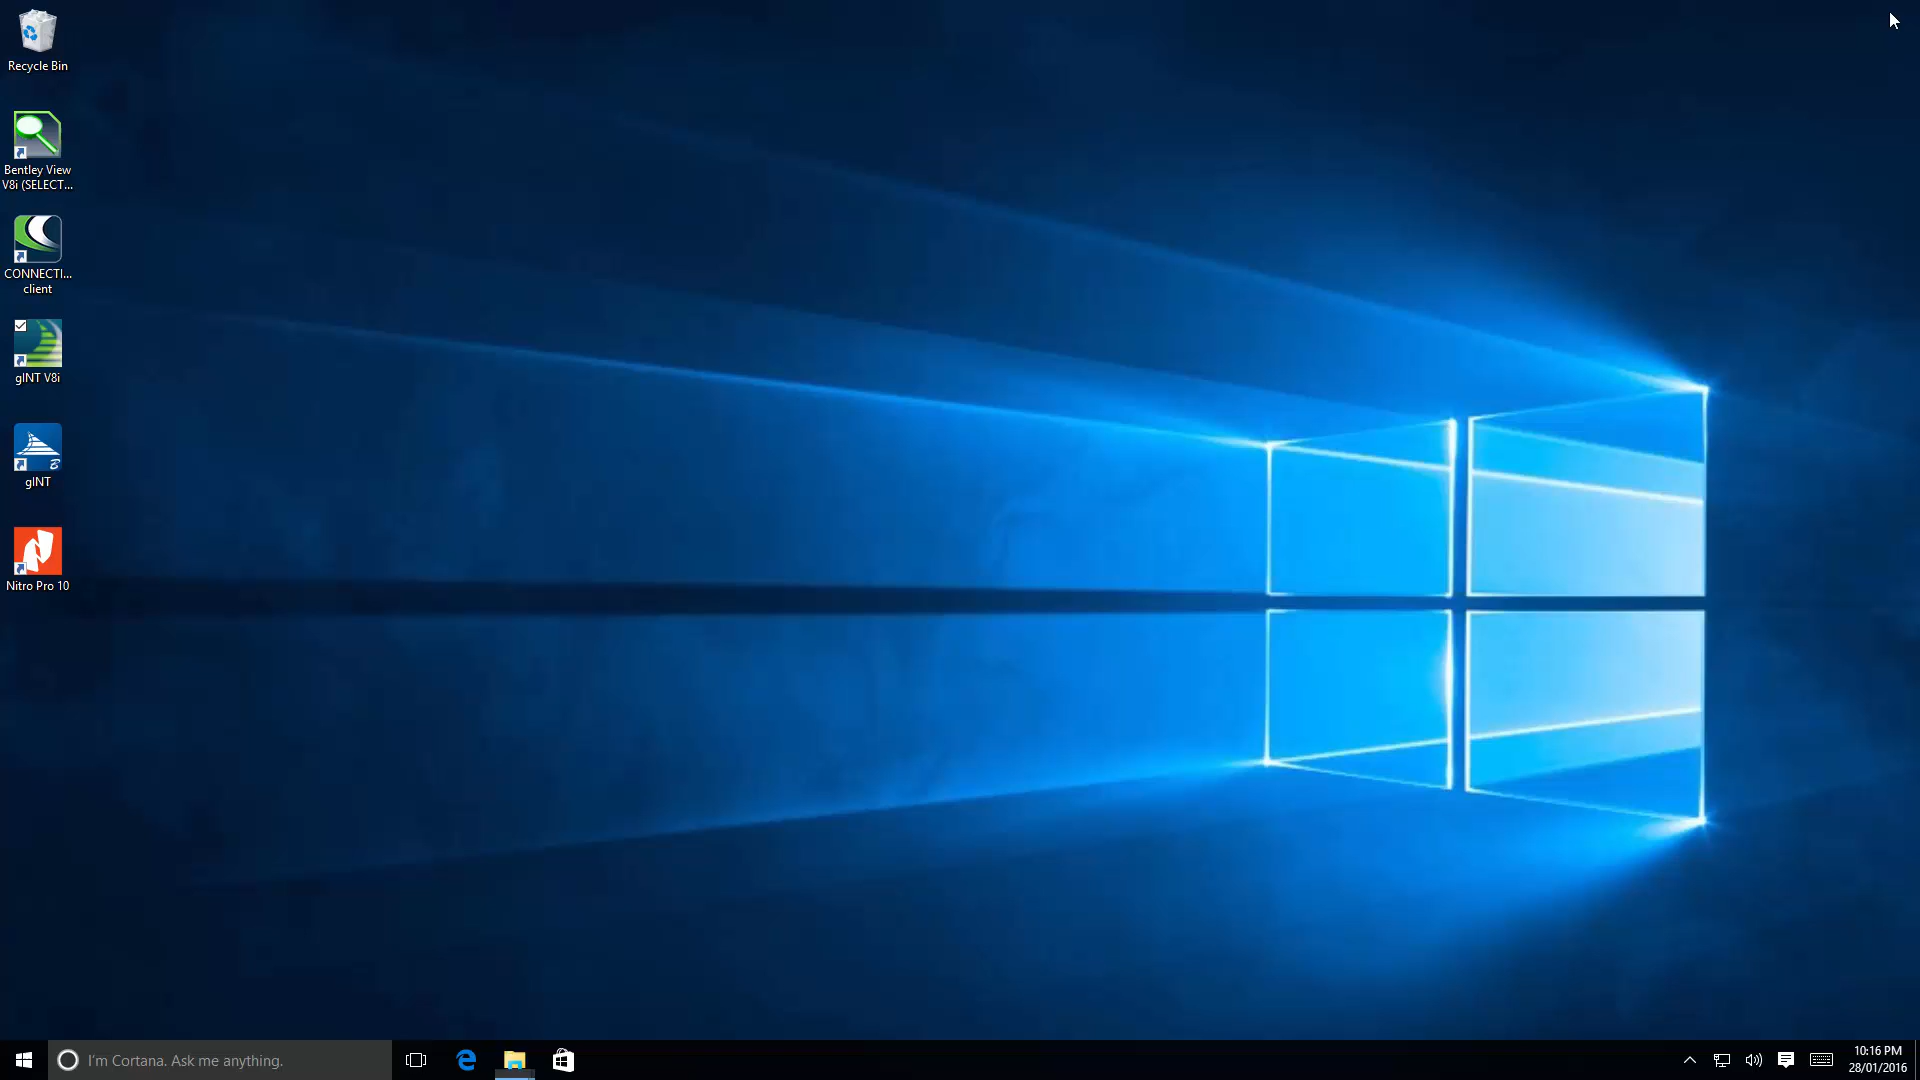 Recycle Bin
Bentley View
V8i (SELECT...
CONNECTI...
client
gINT V8i
gINT
Nitro Pro 10
I'm Cortana. Ask me anything.
10:16 PM
28/01/2016